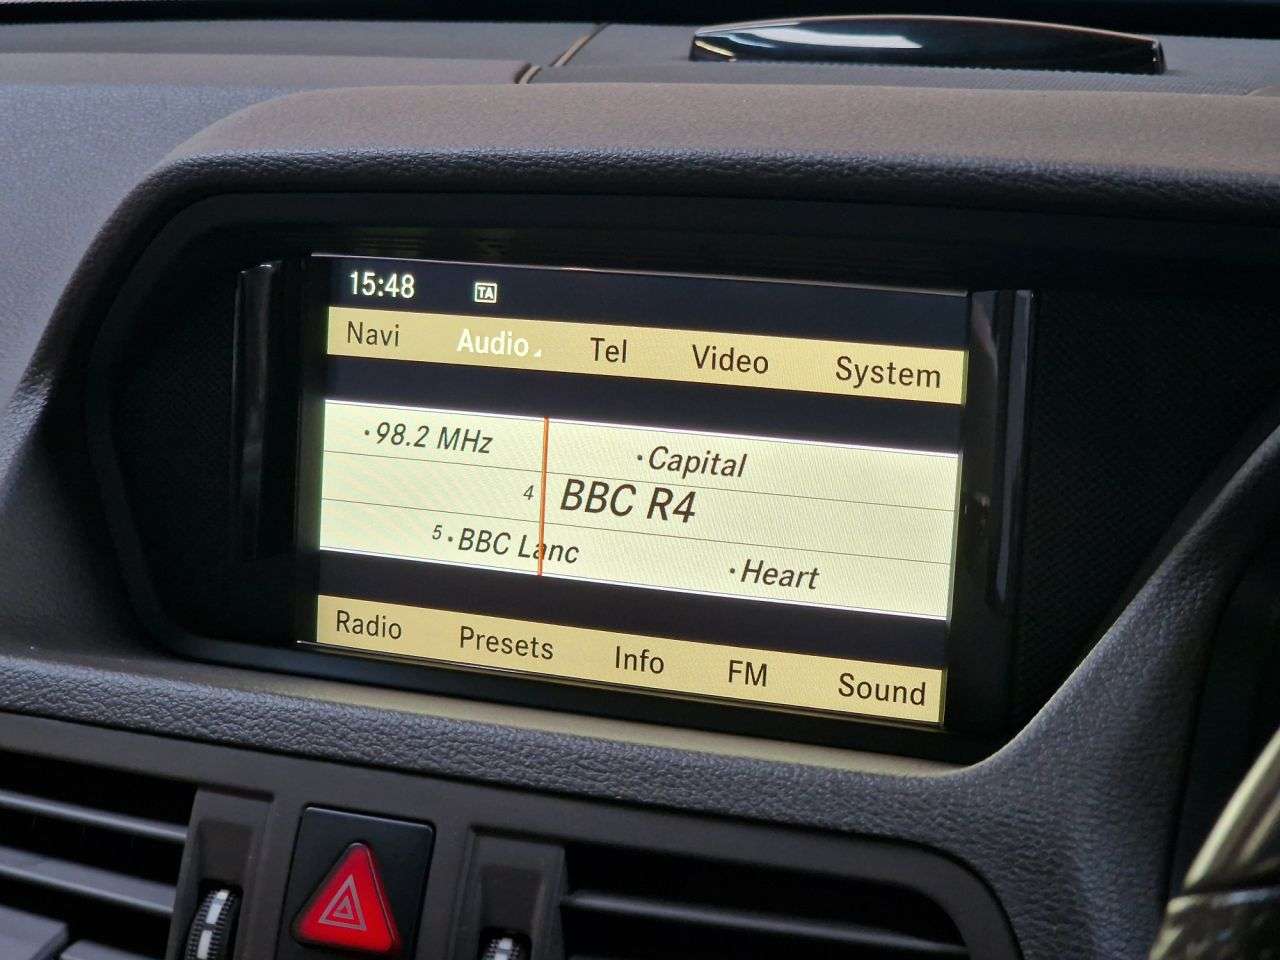 15:48 TA
Navi Audio Tel Video System
·98.2 MHz ·Capital
4 BBC R4
5·BBC Lanc ·Heart
Radio Presets Info FM Sound